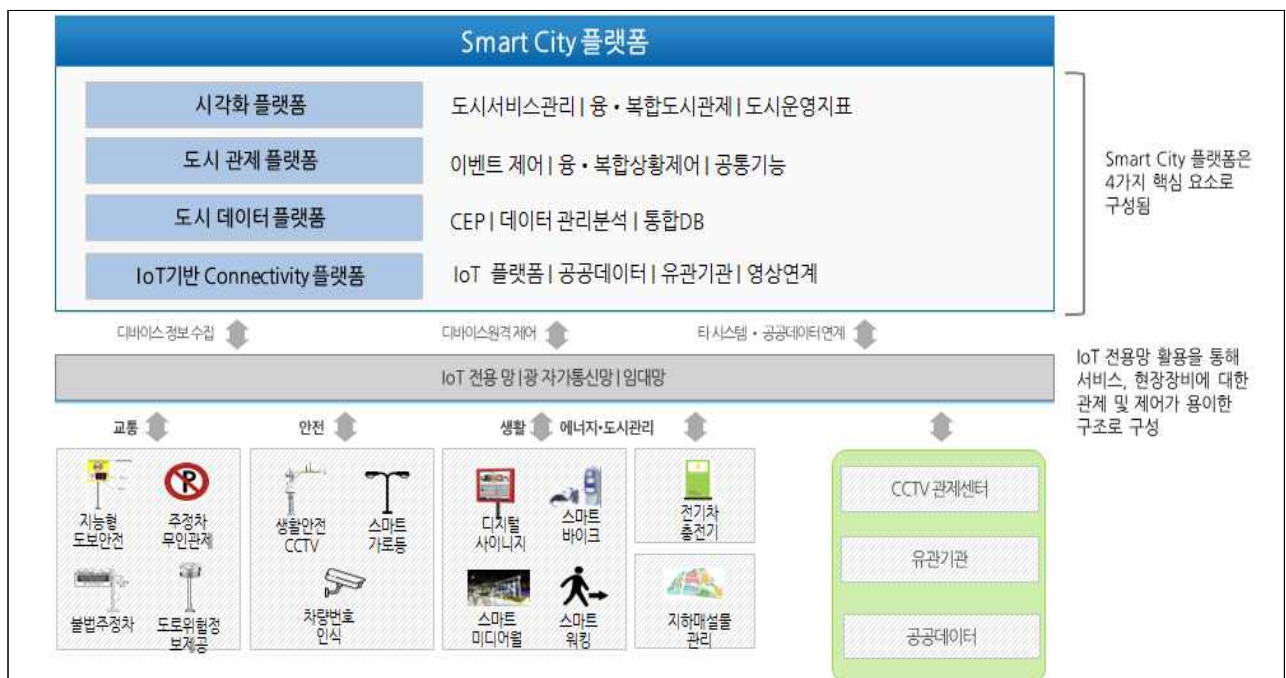 Smart City 플랫폼
시각화 플랫폼
도시서비스관리 | 융・복합도시관제 | 도시운영지표
도시 관제 플랫폼
이벤트 제어 | 융・복합상황제어 | 공통기능
도시 데이터 플랫폼
CEP | 데이터 관리분석 | 통합DB
IoT기반 Connectivity 플랫폼
IoT 플랫폼 | 공공데이터 | 유관기관 | 영상연계
Smart City 플랫폼은
4가지 핵심 요소로
구성됨
디바이스 정보 수집
디바이스원격 제어
타 시스템・공공데이터 연계
IoT 전용 망 | 광 자가통신망 | 임대망
IoT 전용망 활용을 통해
서비스, 현장장비에 대한
관제 및 제어가 용이한
구조로 구성
교통
지능형
도보안전
주정차
무인관제
불법주정차
도로위험정
보제공
안전
생활안전
CCTV
스마트
가로등
차량번호
인식
생활
디지털
사이니지
스마트
바이크
스마트
미디어월
스마트
워킹
에너지・도시관리
전기차
충전기
지하매설물
관리
CCTV 관제센터
유관기관
공공데이터